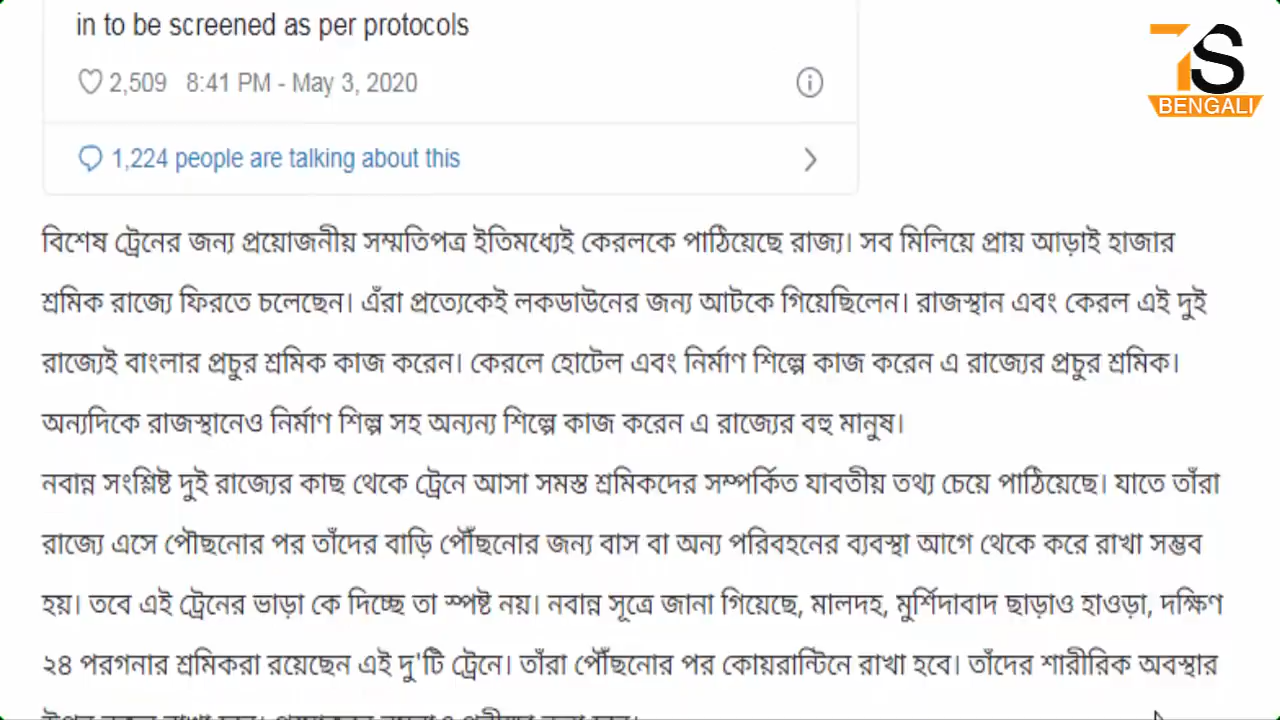 in to be screened as per protocols
2,509 8:41 PM - May 3, 2020
1,224 people are talking about this
7S
BENGALI
বিশেষ ট্রেনের জন্য প্রয়োজনীয় সম্মতিপত্র ইতিমধ্যেই কেরলকে পাঠিয়েছে রাজ্য। সব মিলিয়ে প্রায় আড়াই হাজার
শ্রমিক রাজ্যে ফিরতে চলেছেন। এঁরা প্রত্যেকেই লকডাউনের জন্য আটকে গিয়েছিলেন। রাজস্থান এবং কেরল এই দুই
রাজ্যেই বাংলার প্রচুর শ্রমিক কাজ করেন। কেরলে হোটেল এবং নির্মাণ শিল্পে কাজ করেন এ রাজ্যের প্রচুর শ্রমিক।
অন্যদিকে রাজস্থানেও নির্মাণ শিল্প সহ অন্যন্য শিল্পে কাজ করেন এ রাজ্যের বহু মানুষ।
নবান্ন সংশ্লিষ্ট দুই রাজ্যের কাছ থেকে ট্রেনে আসা সমস্ত শ্রমিকদের সম্পর্কিত যাবতীয় তথ্য চেয়ে পাঠিয়েছে। যাতে তাঁরা
রাজ্যে এসে পৌছনোর পর তাঁদের বাড়ি পৌঁছনোর জন্য বাস বা অন্য পরিবহনের ব্যবস্থা আগে থেকে করে রাখা সম্ভব
হয়। তবে এই ট্রেনের ভাড়া কে দিচ্ছে তা স্পষ্ট নয়। নবান্ন সূত্রে জানা গিয়েছে, মালদহ, মুর্শিদাবাদ ছাড়াও হাওড়া, দক্ষিণ
২৪ পরগনার শ্রমিকরা রয়েছেন এই দু'টি ট্রেনে। তাঁরা পৌঁছনোর পর কোয়রান্টিনে রাখা হবে। তাঁদের শারীরিক অবস্থার